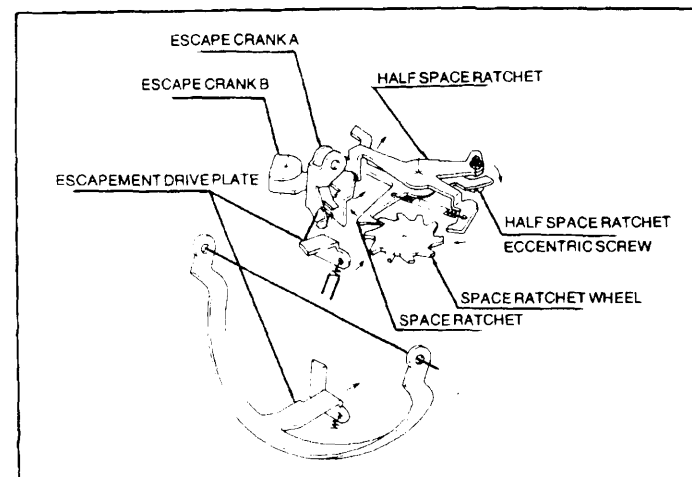 ESCAPE CRANK A
ESCAPE CRANK B
HALF SPACE RATCHET
ESCAPEMENT DRIVE PLATE
HALF SPACE RATCHET
ECCENTRIC SCREW
SPACE RATCHET WHEEL
SPACE RATCHET